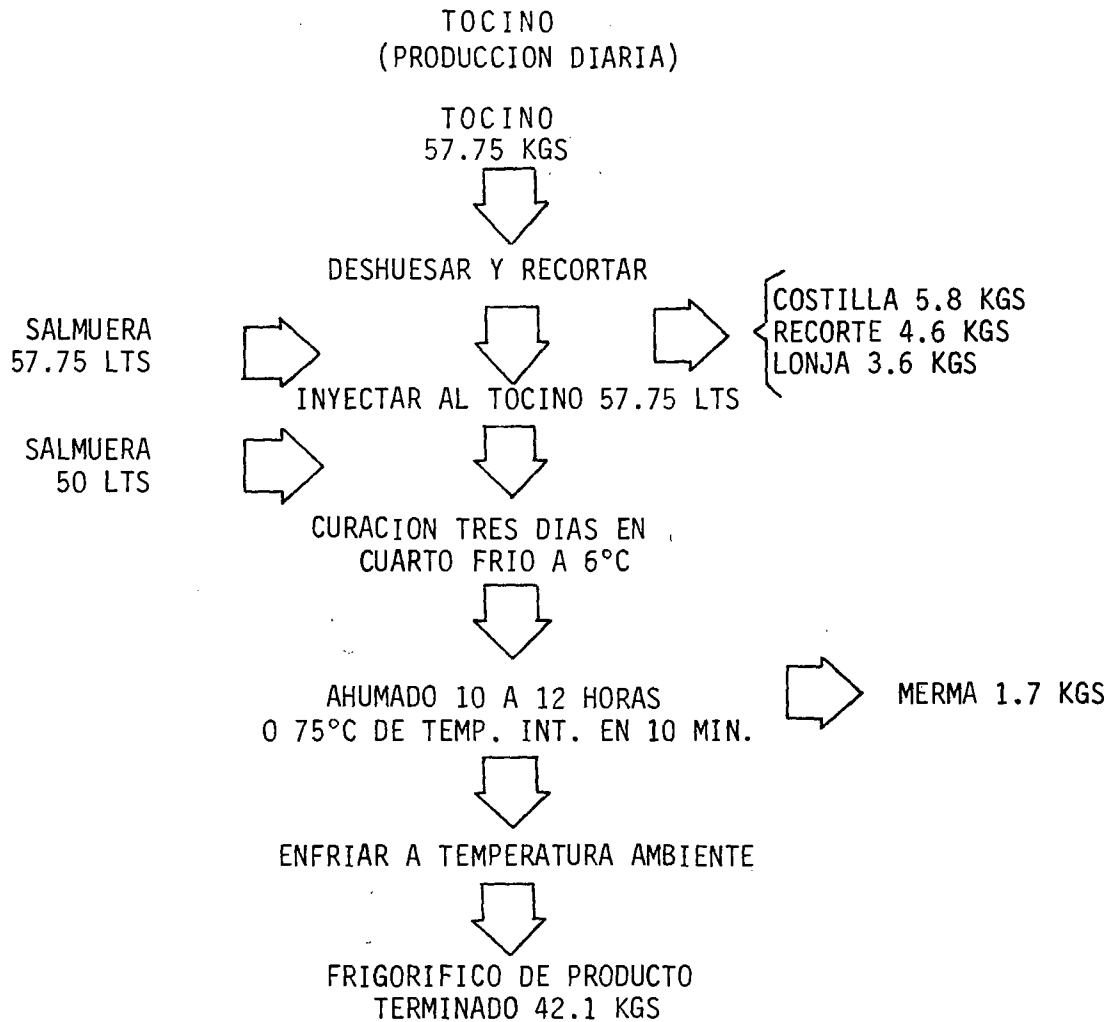 TOCINO
(PRODUCCION DIARIA)
TOCINO
57.75 KGS
DESHUESAR Y RECORTAR
COSTILLA 5.8 KGS
RECORTE 4.6 KGS
LONJA 3.6 KGS
SALMUERA
57.75 LTS
INYECTAR AL TOCINO 57.75 LTS
SALMUERA
50 LTS
CURACION TRES DIAS EN
CUARTO FRIO A 6°C
AHUMADO 10 A 12 HORAS
O 75°C DE TEMP. INT. EN 10 MIN.
MERMA 1.7 KGS
ENFRIAR A TEMPERATURA AMBIENTE
FRIGORIFICO DE PRODUCTO
TERMINADO 42.1 KGS